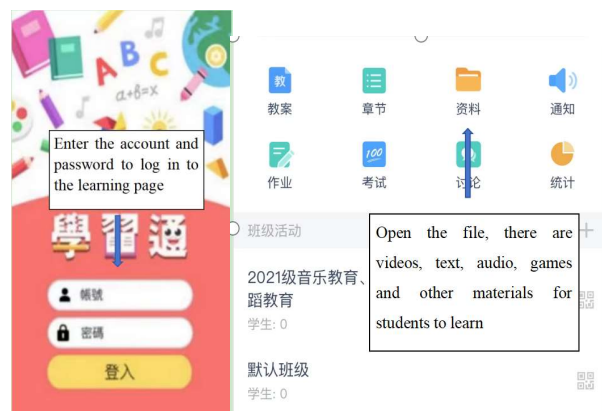 A B C
a+b=x
Enter the account and
password to log in to
the learning page
學習通
帳號
密碼
登入
教
教案
章节
资料
通知
作业
100
考试
讨论
统计
班级活动
Open the file, there are
videos, text, audio, games
and other materials for
students to learn
2021级音乐教育、
蹈教育
学生: 0
默认班级
学生: 0